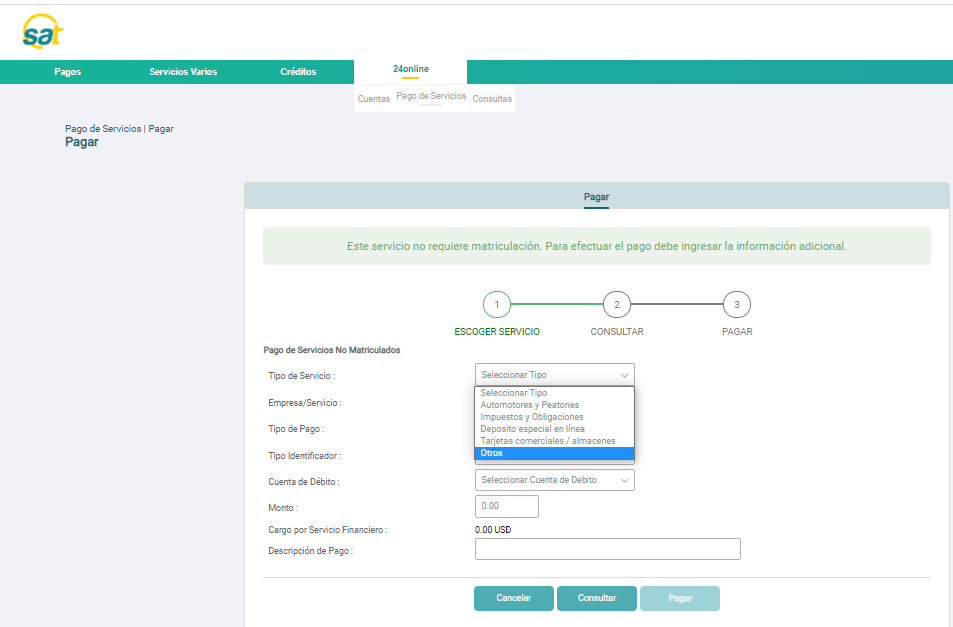 sat
Pagos Servicios Varios Créditos 24online
Cuentas Pago de Servicios Consultas
Pago de Servicios | Pagar
Pagar
Pagar
Este servicio no requiere matriculación. Para efectuar el pago debe ingresar la información adicional.
1 2 3
ESCOGER SERVICIO CONSULTAR PAGAR
Pago de Servicios No Matriculados
Tipo de Servicio : Seleccionar Tipo
Seleccionar Tipo
Automotores y Peatones
Empresa/Servicio :
Impuestos y Obligaciones
Tipo de Pago : Deposito especial en línea
Tarjetas comerciales / almacenes
Otros
Tipo Identificador :
Cuenta de Débito : Seleccionar Cuenta de Debito
Monto : 0.00
Cargo por Servicio Financiero : 0.00 USD
Descripción de Pago :
Cancelar Consultar Pagar